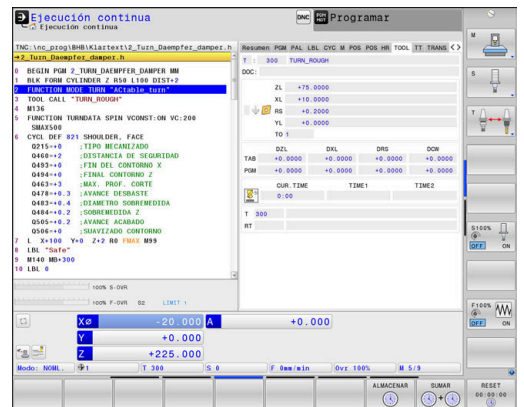 Ejecución continua
Ejecución continua
DNC
Programar
TNC:\nc_prog\BHB\Klartext\2_Turn_Daempfer_damper.h
→2_Turn_Daempfer_damper.h
0 BEGIN PGM 2_TURN_DAEMPFER_DAMPER MM
1 BLK FORM CYLINDER Z R50 L100 DIST+2
2 FUNCTION MODE TURN "ACtable_turn"
3 TOOL CALL "TURN_ROUGH"
4 M136
5 FUNCTION TURNDATA SPIN VCONST:ON VC:200
SMAX500
6 CYCL DEF 821 SHOULDER, FACE
Q215=+0 ;TIPO MECANIZADO
Q460=+2 ;DISTANCIA DE SEGURIDAD
Q493=+0 ;FIN DEL CONTORNO X
Q494=+0 ;FINAL CONTORNO Z
Q463=+3 ;MAX. PROF. CORTE
Q478=+0.3 ;AVANCE DESBASTE
Q483=+0.4 ;DIAMETRO SOBREMEDIDA
Q484=+0.2 ;SOBREMEDIDA Z
Q505=+0.2 ;AVANCE ACABADO
Q506=+0 ;SUAVIZADO CONTORNO
7 L X+100 Y+0 Z+2 R0 FMAX M99
8 LBL "Safe"
9 M140 MB+300
10 LBL 0
100% S-OVR
100% F-OVR S2 LIMIT 1
Resumen PGM PAL LBL CYC M POS POS HR TOOL TT TRANS
T : 300 TURN_ROUGH
DOC:
ZL +75.0000
XL +10.0000
RS +0.2000
YL +0.0000
TO 1
DZL DXL DRS DCW
TAB +0.0000 +0.0000 +0.0000 +0.0000
PGM +0.0000 +0.0000 +0.0000 +0.0000
CUR.TIME TIME1 TIME2
0:00
T 300
RT
X -20.000 A +0.000
Y +0.000
Z +225.000
Modo: NOML. 1 T 300 S 0 F 0mm/min Ovr 100% M 5/9
M
S
T
S100%
OFF ON
F100%
OFF ON
ALMACENAR SUMAR RESET
00:00:00